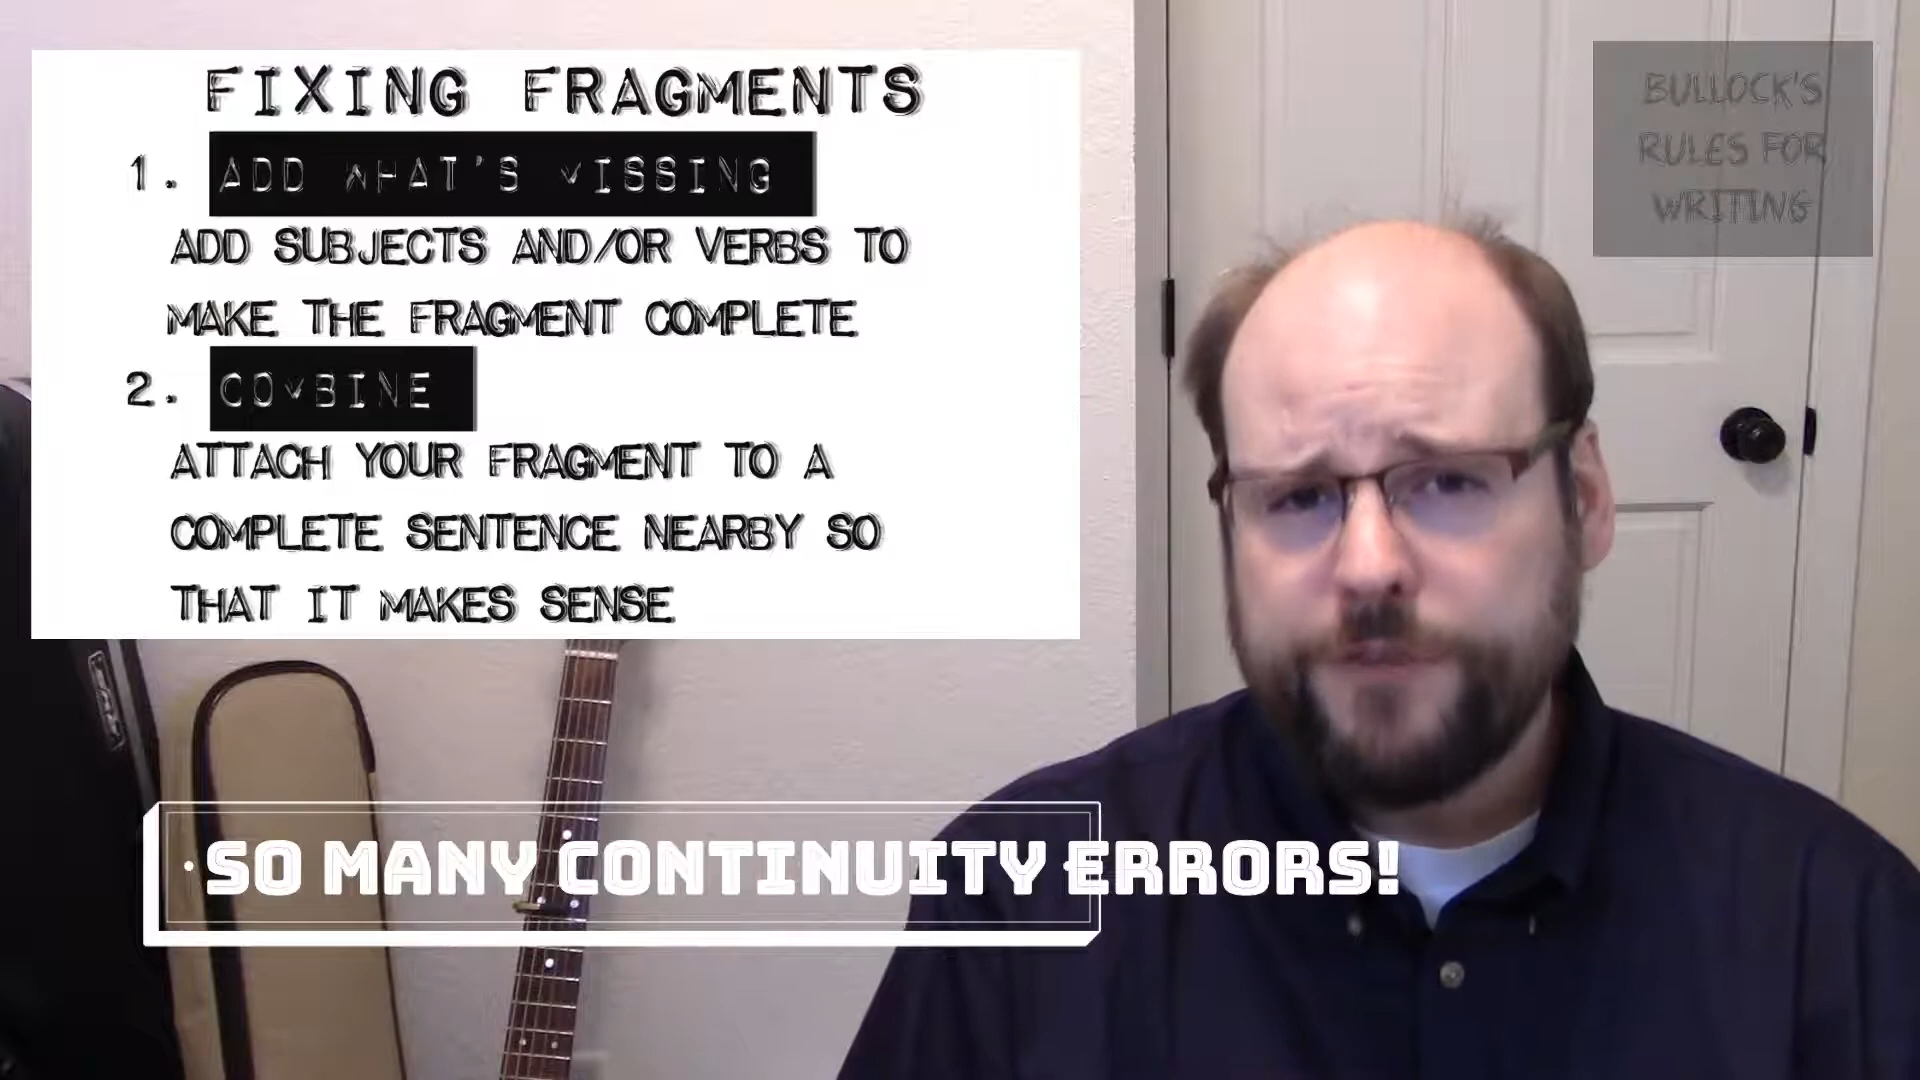 FIXING FRAGMENTS
1. ADD WHAT'S MISSING
ADD SUBJECTS AND/OR VERBS TO
MAKE THE FRAGMENT COMPLETE
2. COMBINE
ATTACH YOUR FRAGMENT TO A
COMPLETE SENTENCE NEARBY SO
THAT IT MAKES SENSE
BULLOCK'S
RULES FOR
WRITING
SO MANY CONTINUITY ERRORS!